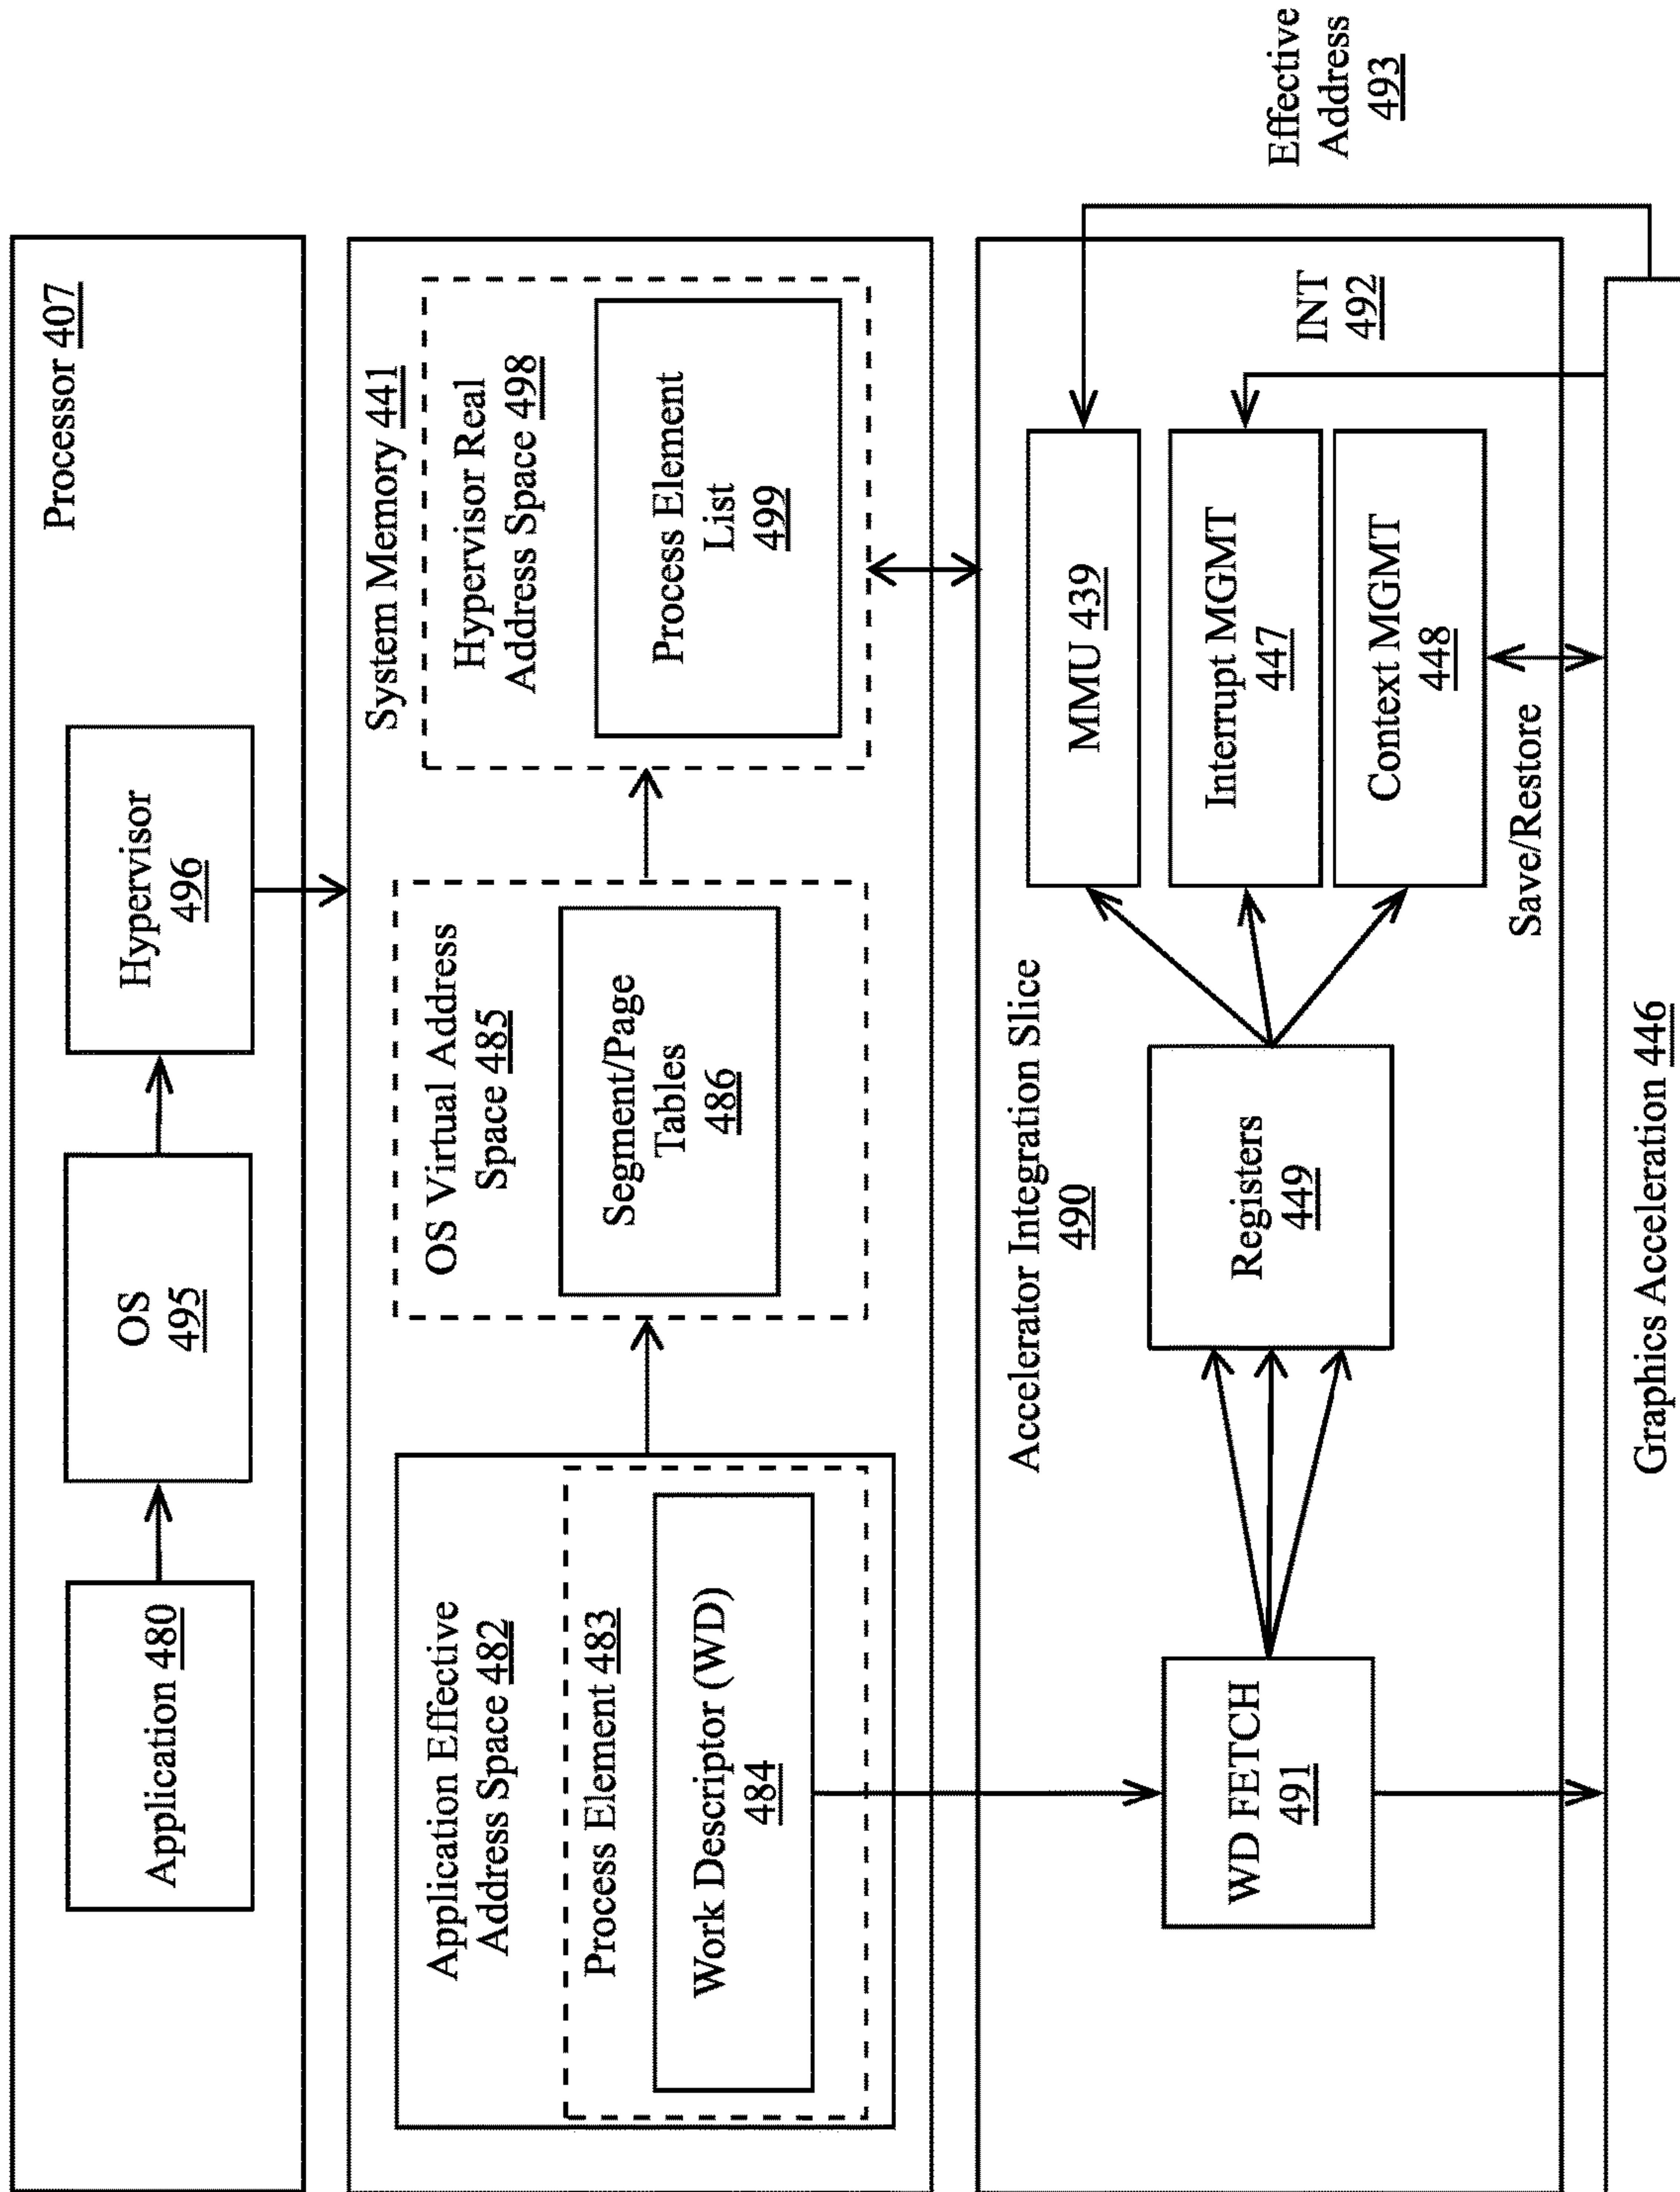 Processor 407
Application 480
OS
495
Hypervisor
496
System Memory 441
Application Effective
Address Space 482
Process Element 483
Work Descriptor (WD)
484
OS Virtual Address
Space 485
Segment/Page
Tables
486
Hypervisor Real
Address Space 498
Process Element
List
499
Accelerator Integration Slice
490
WD FETCH
491
Registers
449
MMU 439
Interrupt MGMT
447
Context MGMT
448
INT
492
Save/Restore
Effective
Address
493
Graphics Acceleration 446